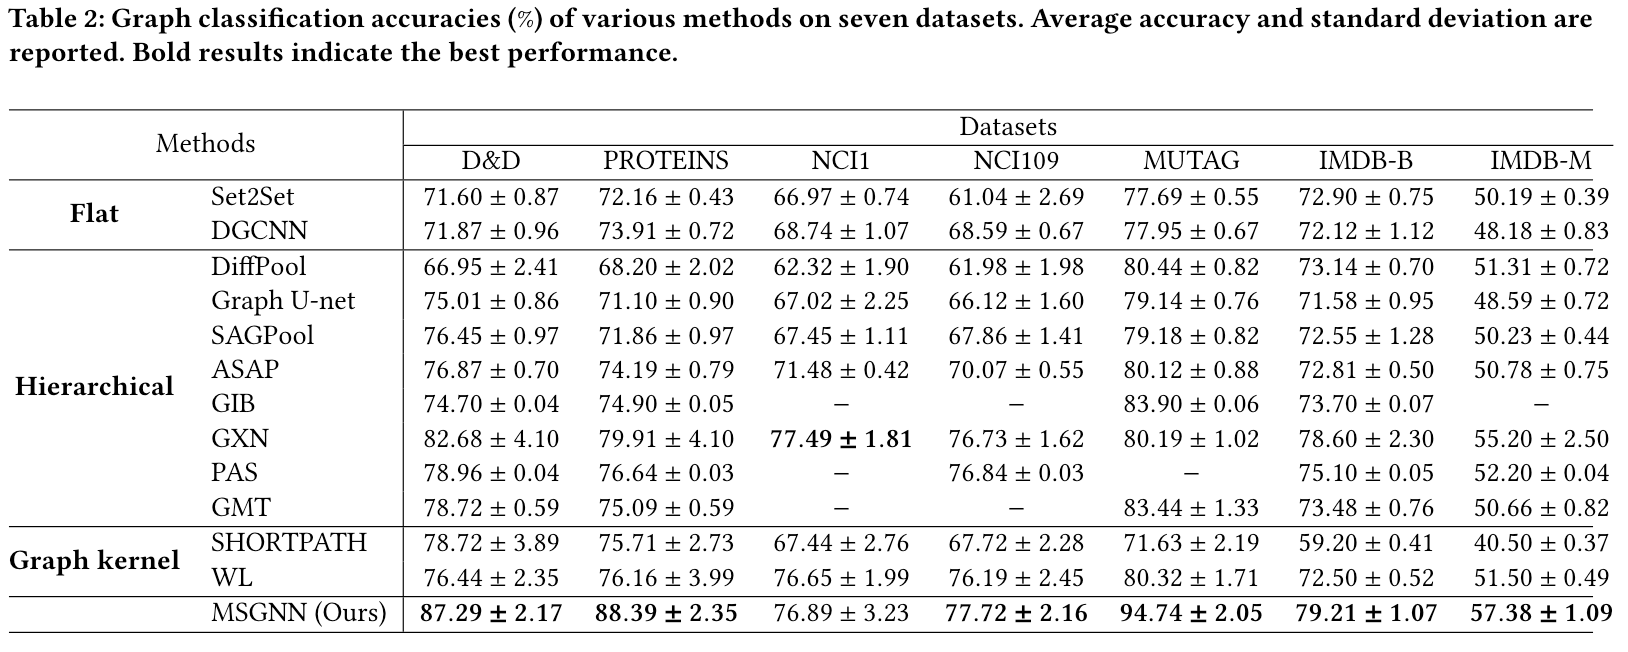 Table 2: Graph classification accuracies (%) of various methods on seven datasets. Average accuracy and standard deviation are
reported. Bold results indicate the best performance.
Methods Datasets
D&D PROTEINS NCI1 NCI109 MUTAG IMDB-B IMDB-M
Flat Set2Set 71.60 ± 0.87 72.16 ± 0.43 66.97 ± 0.74 61.04 ± 2.69 77.69 ± 0.55 72.90 ± 0.75 50.19 ± 0.39
DGCNN 71.87 ± 0.96 73.91 ± 0.72 68.74 ± 1.07 68.59 ± 0.67 77.95 ± 0.67 72.12 ± 1.12 48.18 ± 0.83
Hierarchical DiffPool 66.95 ± 2.41 68.20 ± 2.02 62.32 ± 1.90 61.98 ± 1.98 80.44 ± 0.82 73.14 ± 0.70 51.31 ± 0.72
Graph U-net 75.01 ± 0.86 71.10 ± 0.90 67.02 ± 2.25 66.12 ± 1.60 79.14 ± 0.76 71.58 ± 0.95 48.59 ± 0.72
SAGPool 76.45 ± 0.97 71.86 ± 0.97 67.45 ± 1.11 67.86 ± 1.41 79.18 ± 0.82 72.55 ± 1.28 50.23 ± 0.44
ASAP 76.87 ± 0.70 74.19 ± 0.79 71.48 ± 0.42 70.07 ± 0.55 80.12 ± 0.88 72.81 ± 0.50 50.78 ± 0.75
GIB 74.70 ± 0.04 74.90 ± 0.05 – – 83.90 ± 0.06 73.70 ± 0.07 –
GXN 82.68 ± 4.10 79.91 ± 4.10 77.49 ± 1.81 76.73 ± 1.62 80.19 ± 1.02 78.60 ± 2.30 55.20 ± 2.50
PAS 78.96 ± 0.04 76.64 ± 0.03 – 76.84 ± 0.03 – 75.10 ± 0.05 52.20 ± 0.04
GMT 78.72 ± 0.59 75.09 ± 0.59 – – 83.44 ± 1.33 73.48 ± 0.76 50.66 ± 0.82
Graph kernel SHORTPATH 78.72 ± 3.89 75.71 ± 2.73 67.44 ± 2.76 67.72 ± 2.28 71.63 ± 2.19 59.20 ± 0.41 40.50 ± 0.37
WL 76.44 ± 2.35 76.16 ± 3.99 76.65 ± 1.99 76.19 ± 2.45 80.32 ± 1.71 72.50 ± 0.52 51.50 ± 0.49
MSGNN (Ours) 87.29 ± 2.17 88.39 ± 2.35 76.89 ± 3.23 77.72 ± 2.16 94.74 ± 2.05 79.21 ± 1.07 57.38 ± 1.09